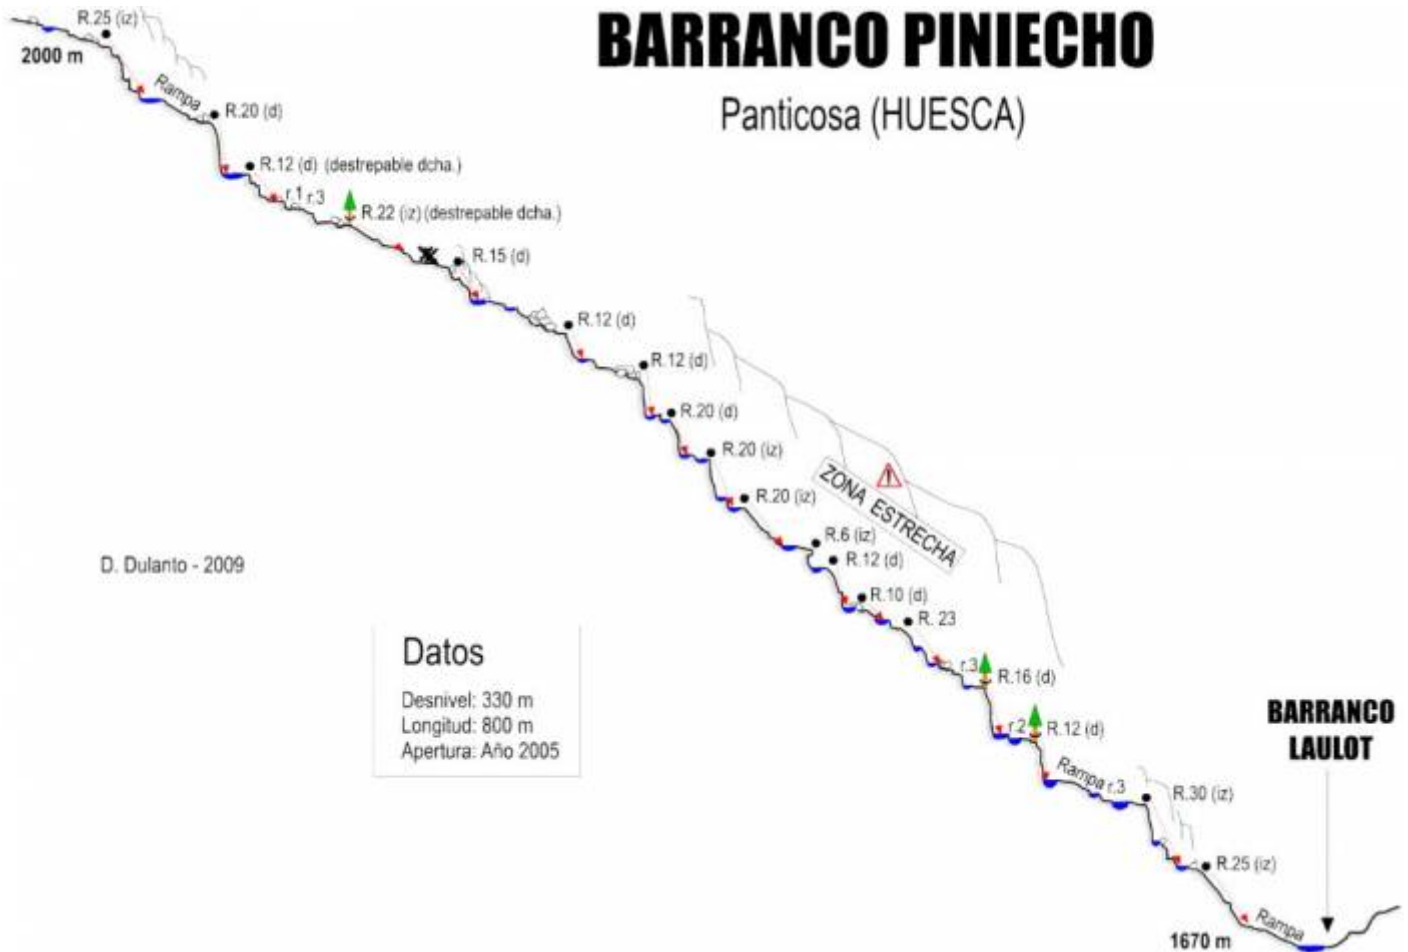 BARRANCO PINIECHO
Panticosa (HUESCA)
R.25 (iz)
2000 m
Rampa
R.20 (d)
R.12 (d) (destrepable dcha.)
r.1 r.3
R.22 (iz) (destrepable dcha.)
R.15 (d)
R.12 (d)
R.12 (d)
R.20 (d)
R.20 (iz)
R.20 (iz)
ZONA ESTRECHA
R.6 (iz)
R.12 (d)
R.10 (d)
R. 23
r.3
R.16 (d)
r.2
R.12 (d)
Rampa r.3
R.30 (iz)
R.25 (iz)
Rampa
1670 m
BARRANCO
LAULOT
D. Dulanto - 2009
Datos
Desnivel: 330 m
Longitud: 800 m
Apertura: Año 2005